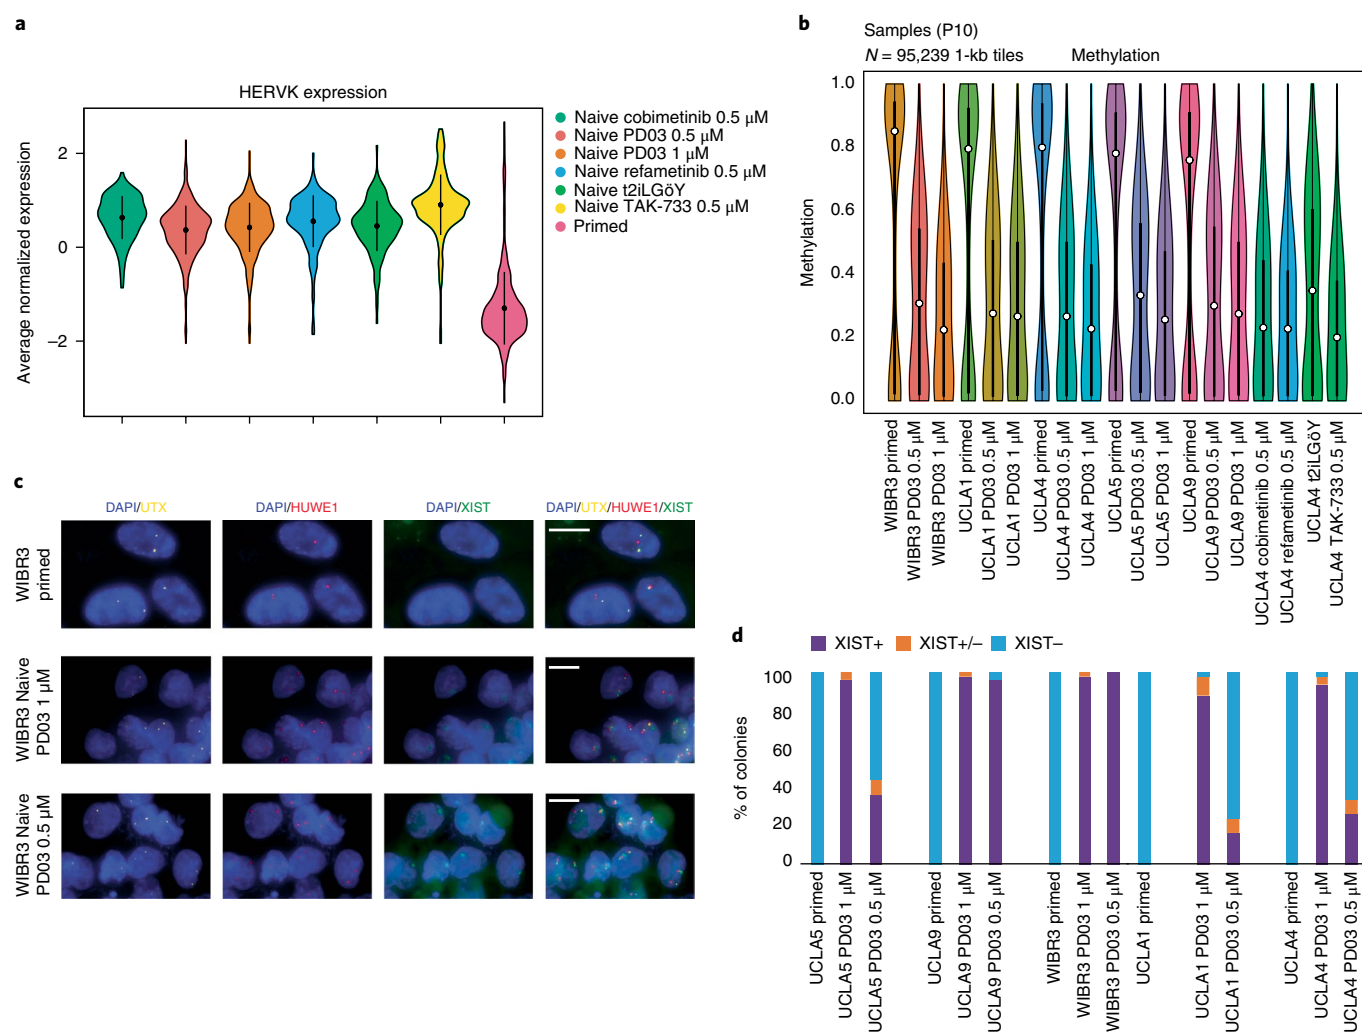 a
HERVK expression
Average normalized expression
2
0
−2
Naive cobimetinib 0.5 μM
Naive PD03 0.5 μM
Naive PD03 1 μM
Naive refametinib 0.5 μM
Naive t2iLGöY
Naive TAK-733 0.5 μM
Primed
b
Samples (P10)
N = 95,239 1-kb tiles
Methylation
Methylation
1.0
0.8
0.6
0.4
0.2
0.0
WIBR3 primed
WIBR3 PD03 0.5 μM
WIBR3 PD03 1 μM
UCLA1 primed
UCLA1 PD03 0.5 μM
UCLA1 PD03 1 μM
UCLA4 primed
UCLA4 PD03 0.5 μM
UCLA4 PD03 1 μM
UCLA5 primed
UCLA5 PD03 0.5 μM
UCLA5 PD03 1 μM
UCLA9 primed
UCLA9 PD03 0.5 μM
UCLA9 PD03 1 μM
UCLA4 cobimetinib 0.5 μM
UCLA4 refametinib 0.5 μM
UCLA4 t2iLGöY
UCLA4 TAK-733 0.5 μM
c
DAPI/UTX
DAPI/HUWE1
DAPI/XIST
DAPI/UTX/HUWE1/XIST
WIBR3
primed
WIBR3 Naive
PD03 1 μM
WIBR3 Naive
PD03 0.5 μM
d
XIST+
XIST+/−
XIST−
% of colonies
100
80
60
40
20
0
UCLA5 primed
UCLA5 PD03 1 μM
UCLA5 PD03 0.5 μM
UCLA9 primed
UCLA9 PD03 1 μM
UCLA9 PD03 0.5 μM
WIBR3 primed
WIBR3 PD03 1 μM
WIBR3 PD03 0.5 μM
UCLA1 primed
UCLA1 PD03 1 μM
UCLA1 PD03 0.5 μM
UCLA4 primed
UCLA4 PD03 1 μM
UCLA4 PD03 0.5 μM